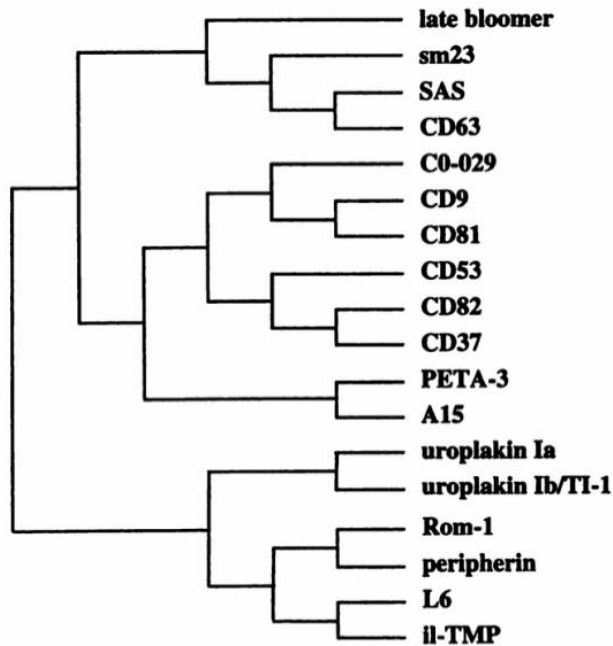 late bloomer
sm23
SAS
CD63
C0-029
CD9
CD81
CD53
CD82
CD37
PETA-3
A15
uroplakin Ia
uroplakin Ib/TI-1
Rom-1
peripherin
L6
il-TMP